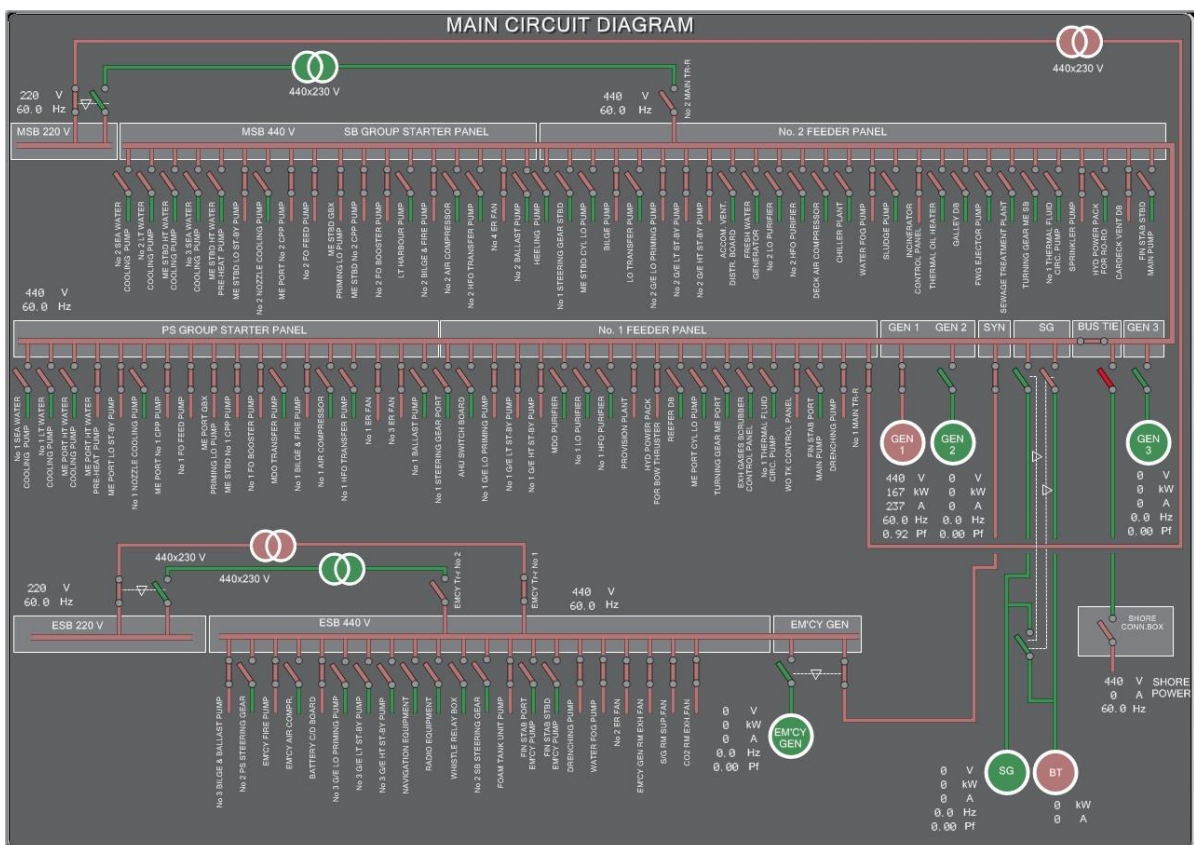 MAIN CIRCUIT DIAGRAM
440x230 V
440x230 V
220 V
60.0 Hz
440 V
60.0 Hz
No 2 MAIN TR-R
MSB 220 V
MSB 440 V
SB GROUP STARTER PANEL
No. 2 FEEDER PANEL
No 2 SEA WATER
COOLING PUMP
No 2 LT WATER
COOLING PUMP
ME STBD HT WATER
COOLING PUMP
No 3 SEA WATER
COOLING PUMP
ME STBD HT WATER
PRE-HEAT PUMP
ME STBD LO ST-BY PUMP
No 2 NOZZLE COOLING PUMP
ME PORT No 2 CPP PUMP
No 2 FO FEED PUMP
ME STBD GBX
PRIMING LO PUMP
ME STBD No 2 CPP PUMP
No 2 FO BOOSTER PUMP
LT HARBOUR PUMP
No 2 BILGE & FIRE PUMP
No 2 AIR COMPRESSOR
No 2 HFO TRANSFER PUMP
No 4 ER FAN
No 2 BALLAST PUMP
HEELING PUMP
No 1 STEERING GEAR STBD
ME STBD CYL LO PUMP
BILGE PUMP
LO TRANSFER PUMP
No 2 G/E LO PRIMING PUMP
No 2 G/E LT ST-BY PUMP
No 2 G/E HT ST-BY PUMP
ACCOM. VENT.
DISTR. BOARD
FRESH WATER
GENERATOR
No 2 LO PURIFIER
No 2 HFO PURIFIER
DECK AIR COMPRESSOR
CHILLER PLANT
WATER FOG PUMP
SLUDGE PUMP
INCINERATOR
CONTROL PANEL
THERMAL OIL HEATER
GALLEY DB
FWG EJECTOR PUMP
SEWAGE TREATMENT PLANT
TURNING GEAR ME SB
No 1 THERMAL FLUID
CIRC. PUMP
SPRINKLER PUMP
HYD POWER PACK
FOR RO-RO
CARDECK VENT DB
FIN STAB STBD
MAIN PUMP
440 V
60.0 Hz
PS GROUP STARTER PANEL
No. 1 FEEDER PANEL
GEN 1
GEN 2
SYN
SG
BUS TIE
GEN 3
No 1 SEA WATER
COOLING PUMP
No 1 LT WATER
COOLING PUMP
ME PORT HT WATER
COOLING PUMP
ME PORT HT WATER
PRE-HEAT PUMP
ME PORT LO ST-BY PUMP
No 1 NOZZLE COOLING PUMP
ME PORT No 1 CPP PUMP
No 1 FO FEED PUMP
ME PORT GBX
PRIMING LO PUMP
ME STBD No 1 CPP PUMP
No 1 FO BOOSTER PUMP
MDO TRANSFER PUMP
No 1 BILGE & FIRE PUMP
No 1 AIR COMPRESSOR
No 1 HFO TRANSFER PUMP
No 1 ER FAN
No 3 ER FAN
No 1 BALLAST PUMP
No 1 STEERING GEAR PORT
AHU SWITCH BOARD
No 1 G/E LO PRIMING PUMP
No 1 G/E LT ST-BY PUMP
No 1 G/E HT ST-BY PUMP
MDO PURIFIER
No 1 LO PURIFIER
No 1 HFO PURIFIER
PROVISION PLANT
HYD POWER PACK
FOR BOW THRUSTER
REEFER DB
ME PORT CYL LO PUMP
TURNING GEAR ME PORT
EXH GASES SCRUBBER
CONTROL PANEL
No 1 THERMAL FLUID
CIRC. PUMP
WO TK CONTROL PANEL
FIN STAB PORT
MAIN PUMP
DRENCHING PUMP
No 1 MAIN TR-R
GEN 1
440 V
167 kW
237 A
60.0 Hz
0.92 Pf
GEN 2
0 V
0 kW
0 A
0.0 Hz
0.00 Pf
GEN 3
0 V
0 kW
0 A
0.0 Hz
0.00 Pf
440x230 V
440x230 V
220 V
60.0 Hz
EMCY Tr-r No 2
EMCY Tr-r No 1
440 V
60.0 Hz
ESB 220 V
ESB 440 V
EM'CY GEN
No 3 BILGE & BALLAST PUMP
No 2 PS STEERING GEAR
EM'CY FIRE PUMP
EM'CY AIR COMPR.
BATTERY C/D BOARD
No 3 G/E LO PRIMING PUMP
No 3 G/E LT ST-BY PUMP
No 3 G/E HT ST-BY PUMP
NAVIGATION EQUIPMENT
RADIO EQUIPMENT
WHISTLE RELAY BOX
No 2 SB STEERING GEAR
FOAM TANK UNIT PUMP
FIN STAB PORT
EM'CY PUMP
FIN STAB STBD
EM'CY PUMP
DRENCHING PUMP
WATER FOG PUMP
No 2 ER FAN
EM'CY GEN RM EXH FAN
S/G RM SUP.FAN
CO2 RM EXH.FAN
0 V
0 kW
0 A
0.0 Hz
0.00 Pf
EM'CY
GEN
SHORE
CONN.BOX
440 V
0 A
60.0 Hz
SHORE
POWER
0 V
0 kW
0 A
0.0 Hz
0.00 Pf
SG
BT
0 kW
0 A